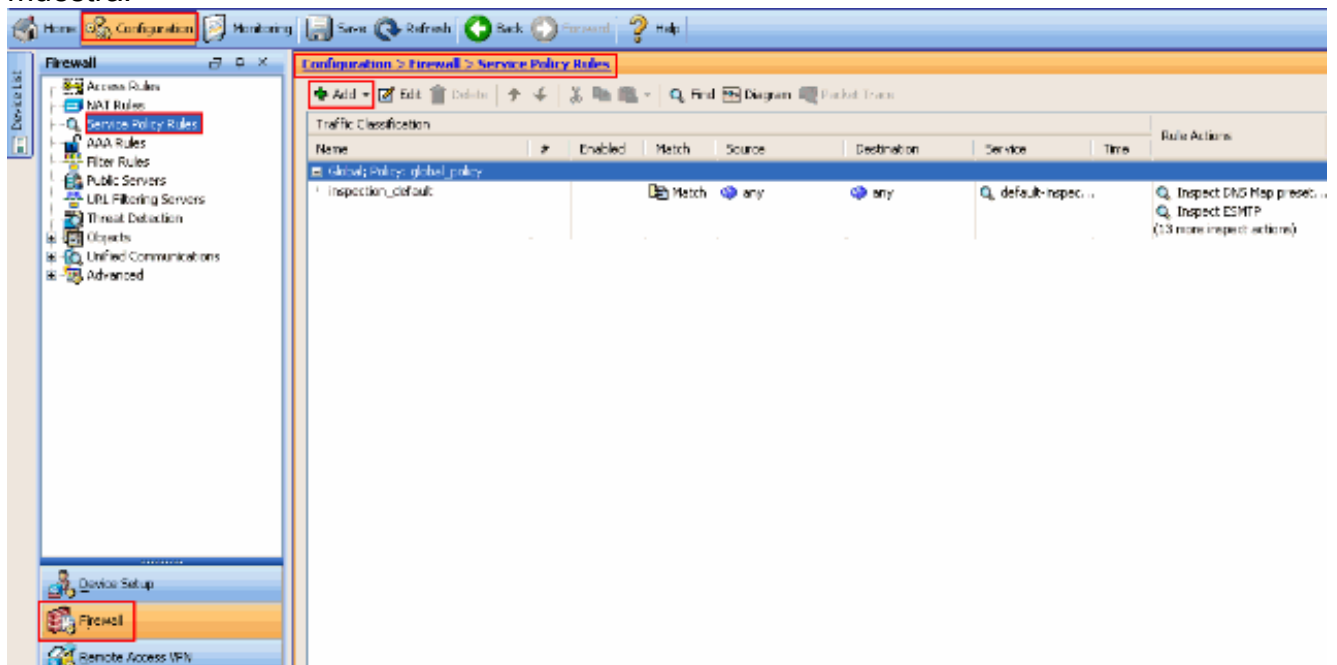 muestra.
Home Configuration Monitoring Save Refresh Back Forward Help
Device List
Firewall
Configuration > Firewall > Service Policy Rules
Access Rules
NAT Rules
Service Policy Rules
AAA Rules
Filter Rules
Public Servers
URL Filtering Servers
Threat Detection
Objects
Unified Communications
Advanced
Add Edit Delete Find Diagram Packet Trace
Traffic Classification
Rule Actions
Name # Enabled Match Source Destination Service Time
Global; Policy: global_policy
inspection_default Match any any default-inspec... Inspect DNS Map preset...
Inspect ESMTP
(13 more inspect actions)
Device Setup
Firewall
Remote Access VPN